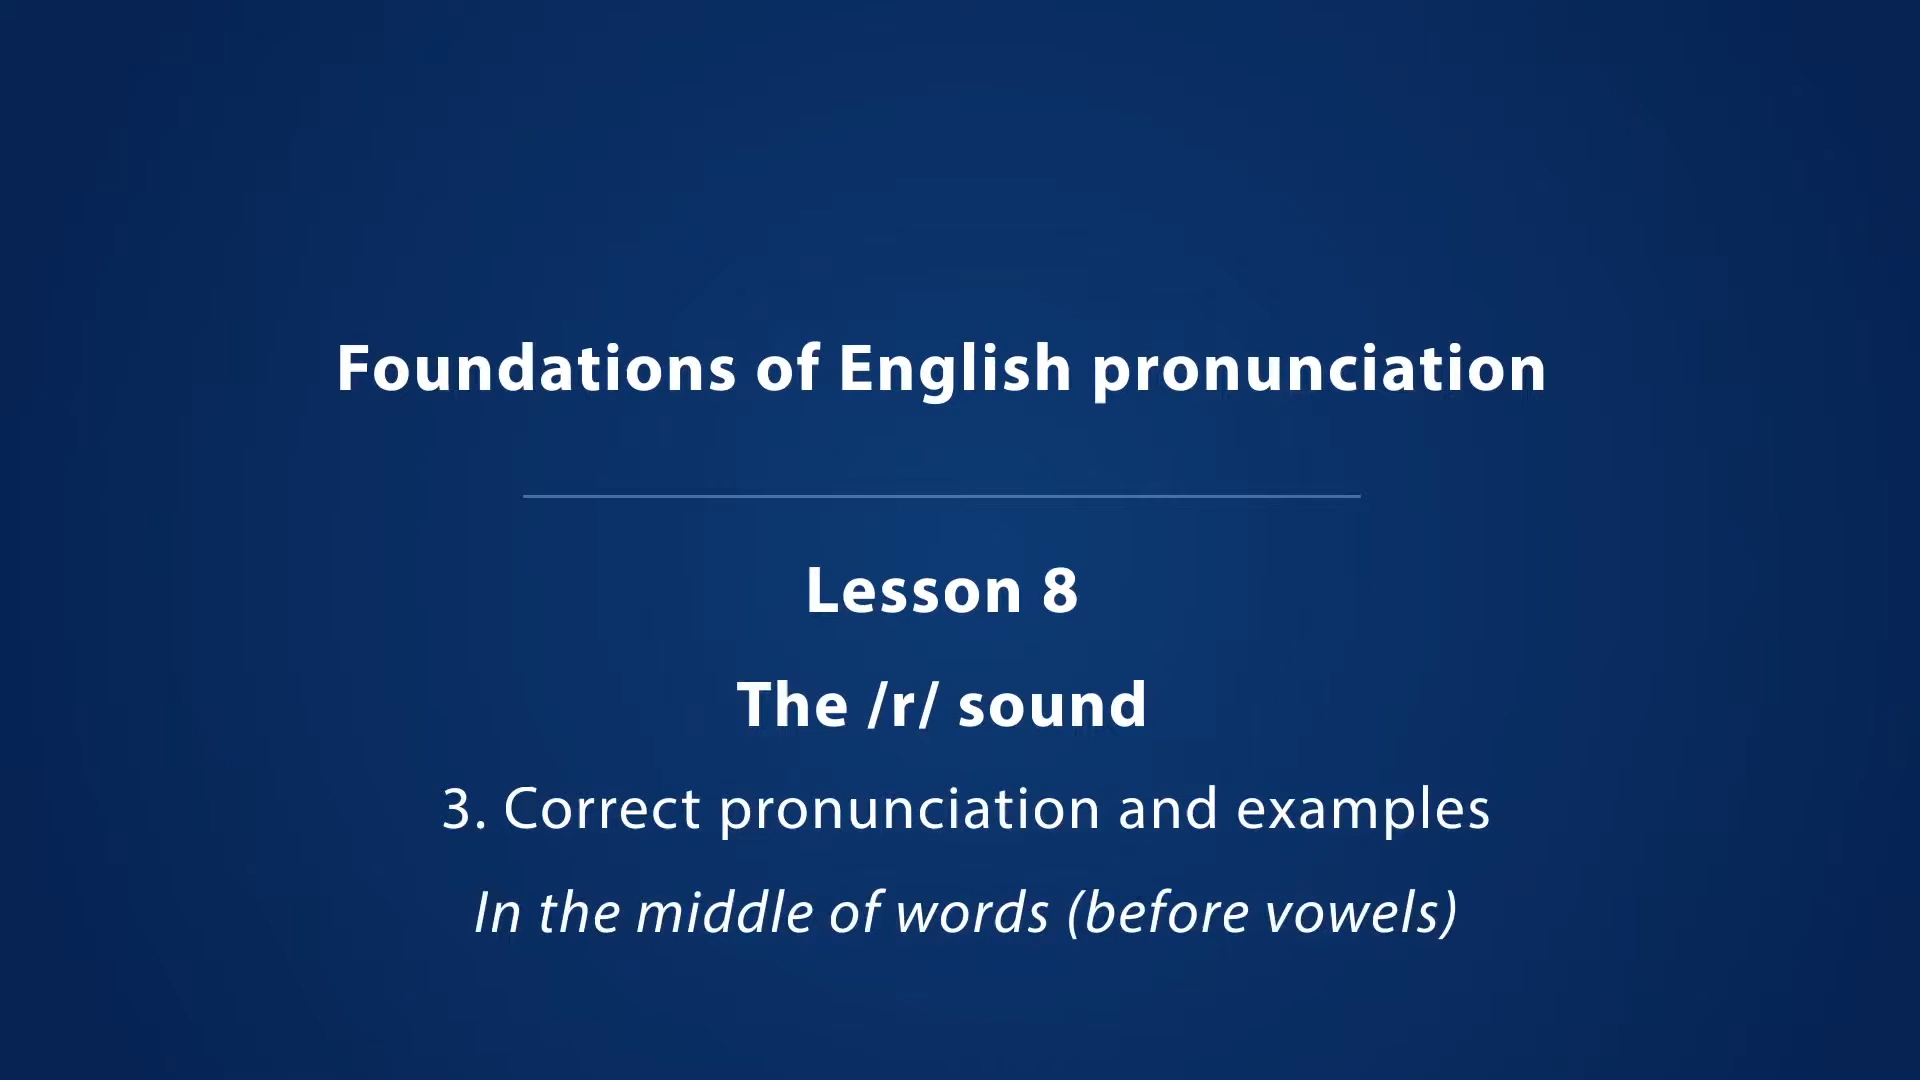 Foundations of English pronunciation
Lesson 8
The /r/ sound
3. Correct pronunciation and examples
In the middle of words (before vowels)